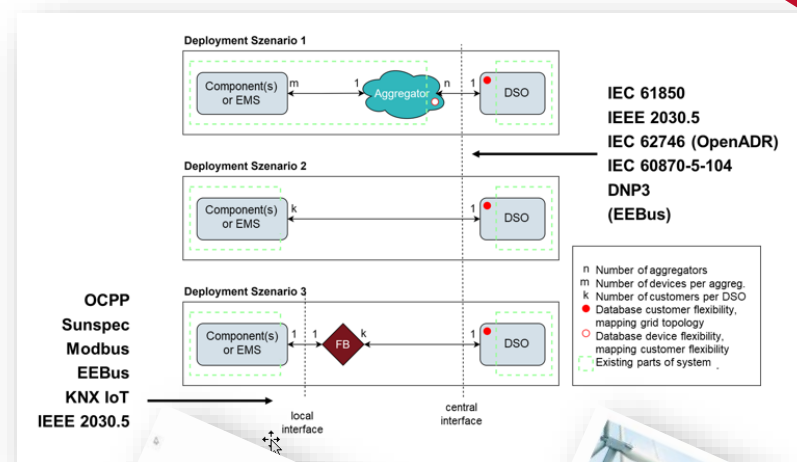 Deployment Szenario 1
Component(s)
or EMS
m
1
Aggregator
n
1
DSO
Deployment Szenario 2
Component(s)
or EMS
k
1
DSO
Deployment Szenario 3
Component(s)
or EMS
1
1
FB
k
1
DSO
local
interface
central
interface
IEC 61850
IEEE 2030.5
IEC 62746 (OpenADR)
IEC 60870-5-104
DNP3
(EEBus)
n Number of aggregators
m Number of devices per aggreg.
k Number of customers per DSO
Database customer flexibility,
mapping grid topology
Database device flexibility,
mapping customer flexibility
Existing parts of system .
OCPP
Sunspec
Modbus
EEBus
KNX IoT
IEEE 2030.5